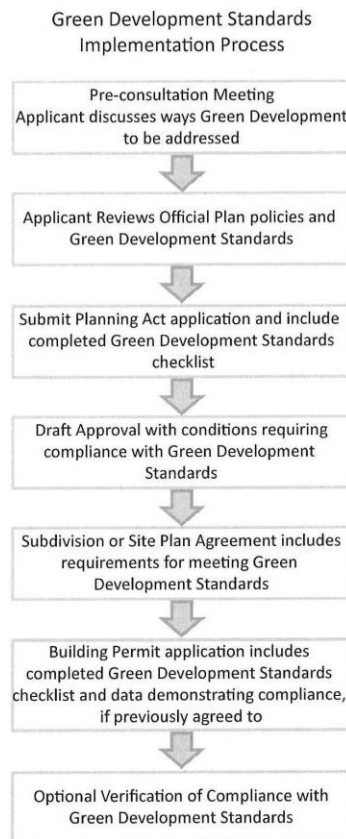 Green Development Standards
Implementation Process
Pre-consultation Meeting
Applicant discusses ways Green Development
to be addressed
Applicant Reviews Official Plan policies and
Green Development Standards
Submit Planning Act application and include
completed Green Development Standards
checklist
Draft Approval with conditions requiring
compliance with Green Development
Standards
Subdivision or Site Plan Agreement includes
requirements for meeting Green
Development Standards
Building Permit application includes
completed Green Development Standards
checklist and data demonstrating compliance,
if previously agreed to
Optional Verification of Compliance with
Green Development Standards